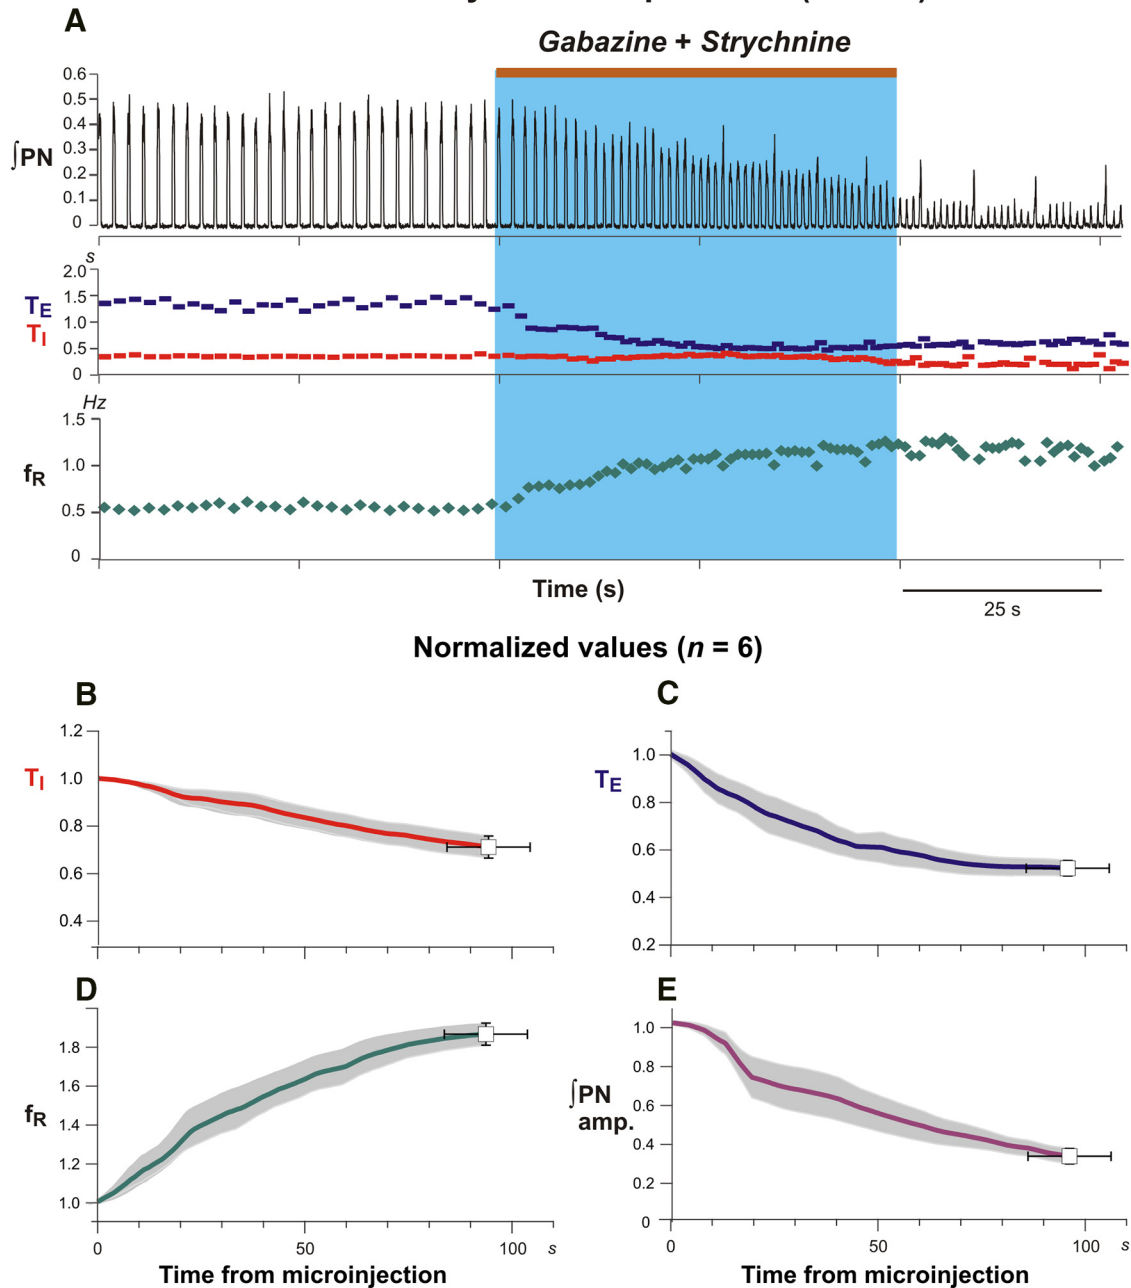 A
Gabazine + Strychnine
0.6
0.5
0.4
0.3
0.2
0.1
0
∫PN
s
2.0
1.5
1.0
0.5
0
TE
TI
Hz
1.5
1.0
0.5
0
fR
Time (s)
25 s
Normalized values (n = 6)
B
1.2
1.0
0.8
0.6
0.4
TI
C
1.0
0.8
0.6
0.4
0.2
TE
D
1.8
1.6
1.4
1.2
1.0
fR
0 50 100 s
Time from microinjection
E
1.0
0.8
0.6
0.4
0.2
0
∫PN
amp.
0 50 100 s
Time from microinjection